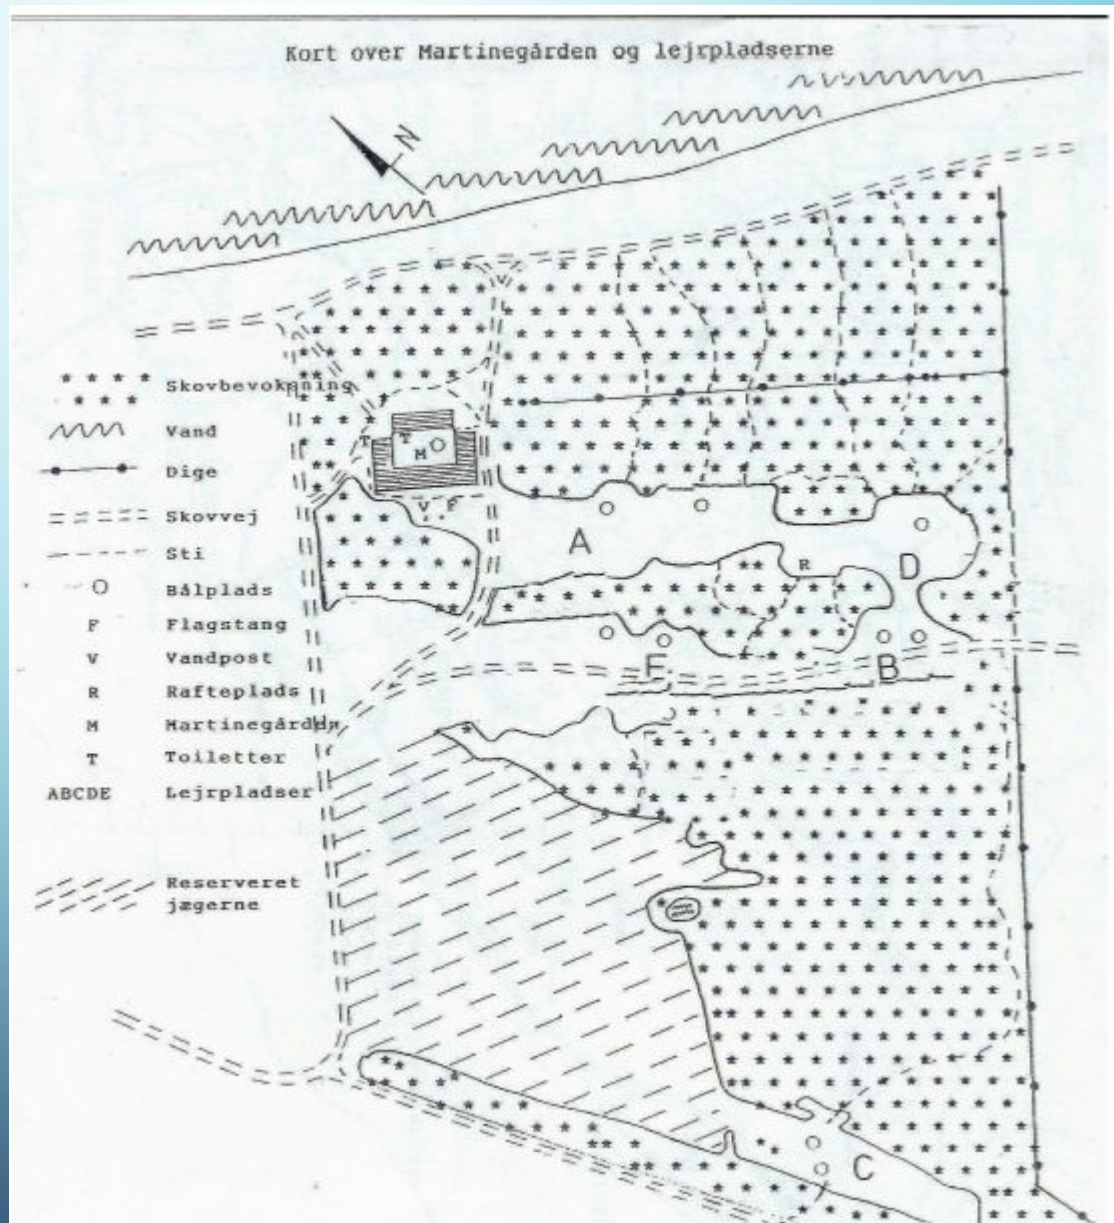 Kort over Martinegården og lejrpladserne
N
Skovbevoksning
Vand
Dige
Skovvej
Sti
Bålplads
F Flagstang
V Vandpost
R Rafteplads
M Martinegården
T Toiletter
ABCDE Lejrpladser
Reserveret
jægerne
T
T
M
V F
A
R
D
E
B
C